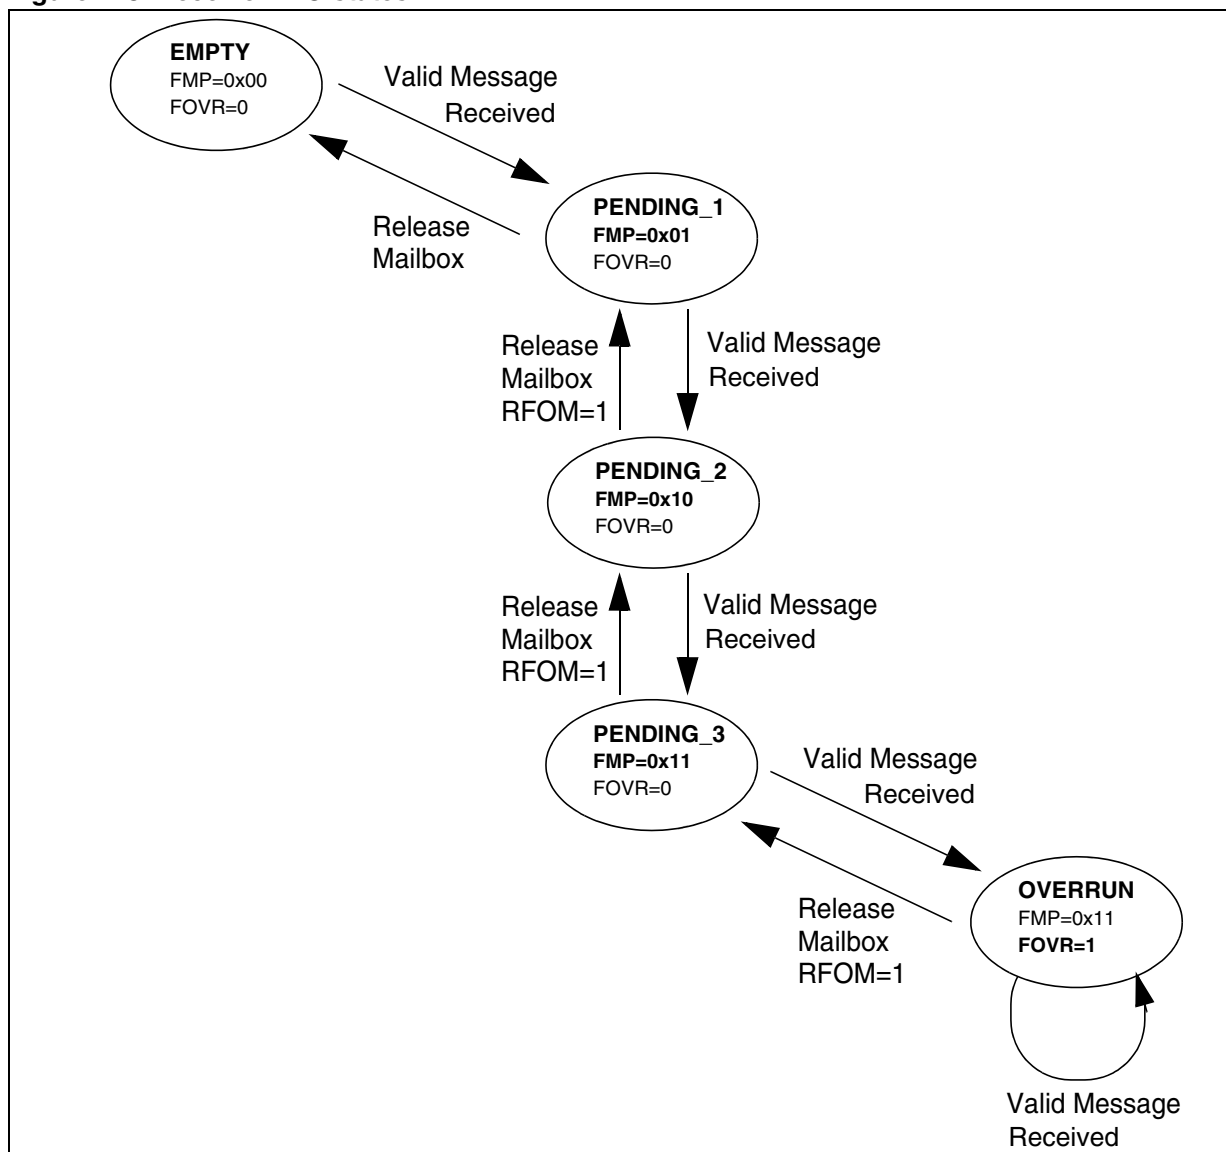 EMPTY
FMP=0x00
FOVR=0
Valid Message
Received
Release
Mailbox
PENDING_1
FMP=0x01
FOVR=0
Release
Mailbox
RFOM=1
Valid Message
Received
PENDING_2
FMP=0x10
FOVR=0
Release
Mailbox
RFOM=1
Valid Message
Received
PENDING_3
FMP=0x11
FOVR=0
Valid Message
Received
Release
Mailbox
RFOM=1
OVERRUN
FMP=0x11
FOVR=1
Valid Message
Received